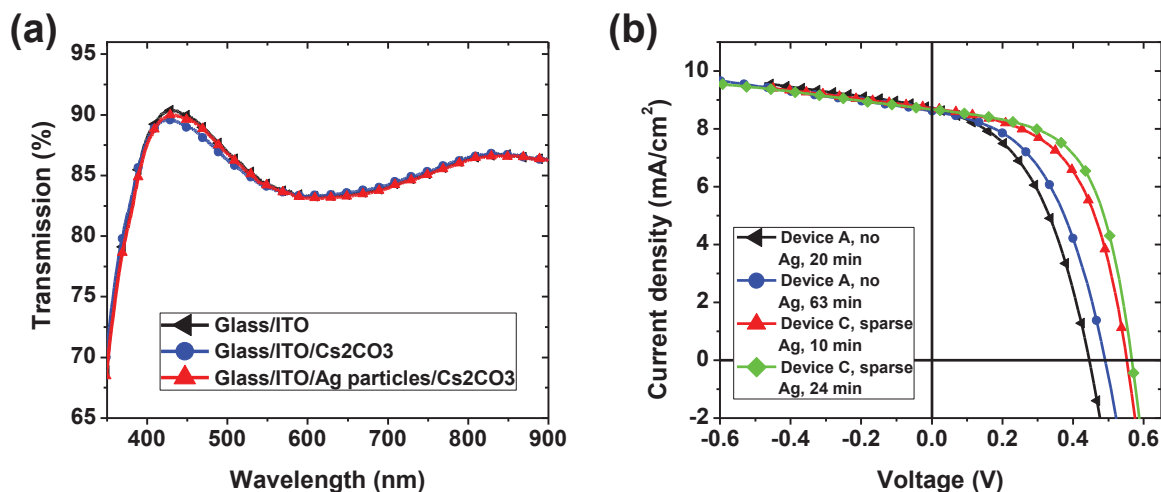 (a)
Transmission (%)
95
90
85
80
75
70
65
400 500 600 700 800 900
Wavelength (nm)
Glass/ITO
Glass/ITO/Cs2CO3
Glass/ITO/Ag particles/Cs2CO3
(b)
Current density (mA/cm²)
10
8
6
4
2
0
-2
-0.6 -0.4 -0.2 0.0 0.2 0.4 0.6
Voltage (V)
Device A, no
Ag, 20 min
Device A, no
Ag, 63 min
Device C, sparse
Ag, 10 min
Device C, sparse
Ag, 24 min